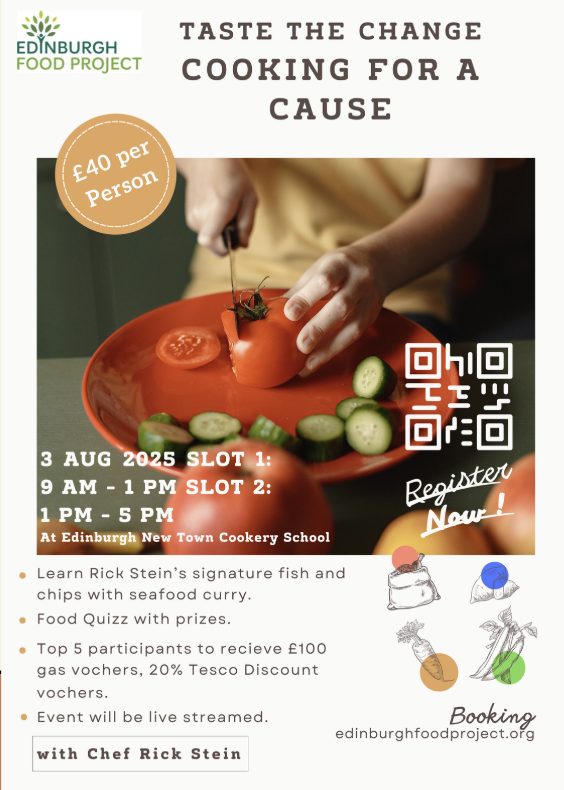 EDINBURGH
FOOD PROJECT
TASTE THE CHANGE
COOKING FOR A
CAUSE
£40 per
Person
3 AUG 2025 SLOT 1:
9 AM – 1 PM SLOT 2:
1 PM – 5 PM
At Edinburgh New Town Cookery School
Register
Now !
Learn Rick Stein's signature fish and
chips with seafood curry.
Food Quizz with prizes.
Top 5 participants to recieve £100
gas vochers, 20% Tesco Discount
vochers.
Event will be live streamed.
with Chef Rick Stein
Booking
edinburghfoodproject.org